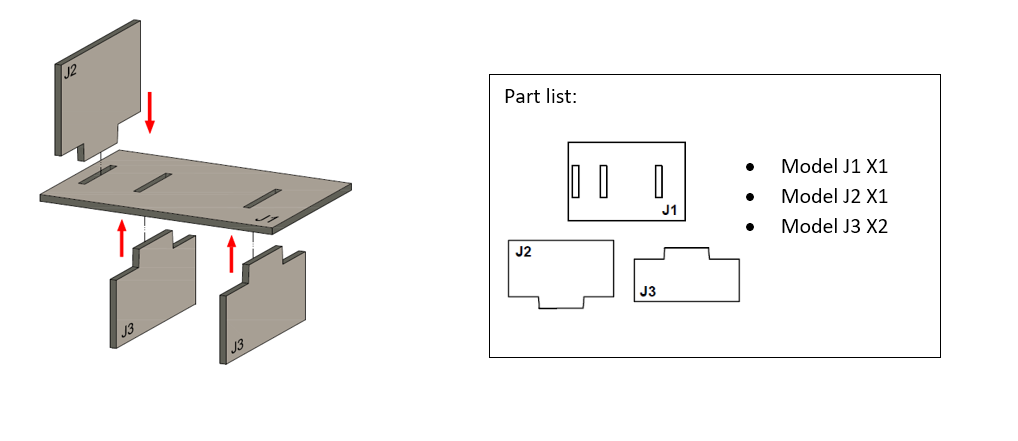 J2
J1
J3
J3
Part list:
J1
J2
J3
• Model J1 X1
• Model J2 X1
• Model J3 X2